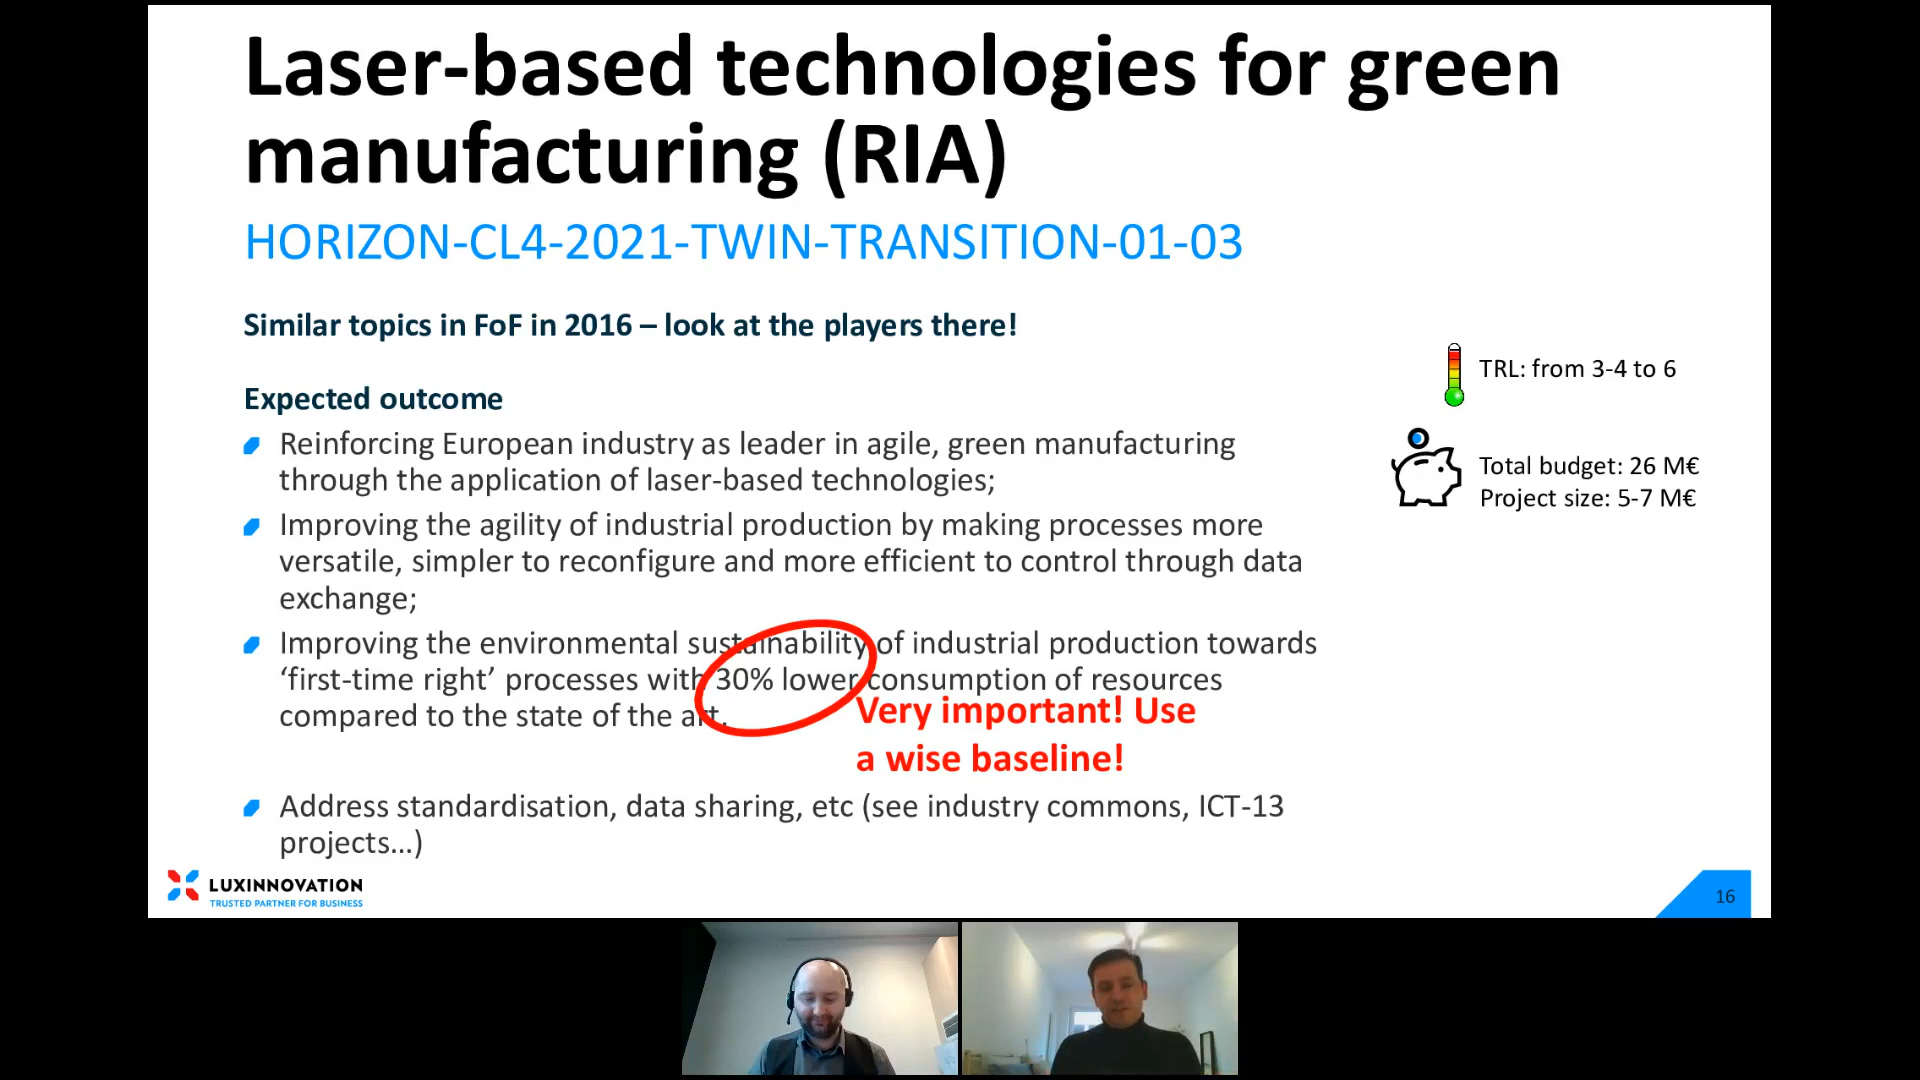 Laser-based technologies for green
manufacturing (RIA)
HORIZON-CL4-2021-TWIN-TRANSITION-01-03
Similar topics in FoF in 2016 – look at the players there!
Expected outcome
Reinforcing European industry as leader in agile, green manufacturing
through the application of laser-based technologies;
Improving the agility of industrial production by making processes more
versatile, simpler to reconfigure and more efficient to control through data
exchange;
Improving the environmental sustainability of industrial production towards
‘first-time right’ processes with 30% lower consumption of resources
compared to the state of the art.
Very important! Use
a wise baseline!
Address standardisation, data sharing, etc (see industry commons, ICT-13
projects…)
TRL: from 3-4 to 6
Total budget: 26 M€
Project size: 5-7 M€
LUXINNOVATION
TRUSTED PARTNER FOR BUSINESS
16